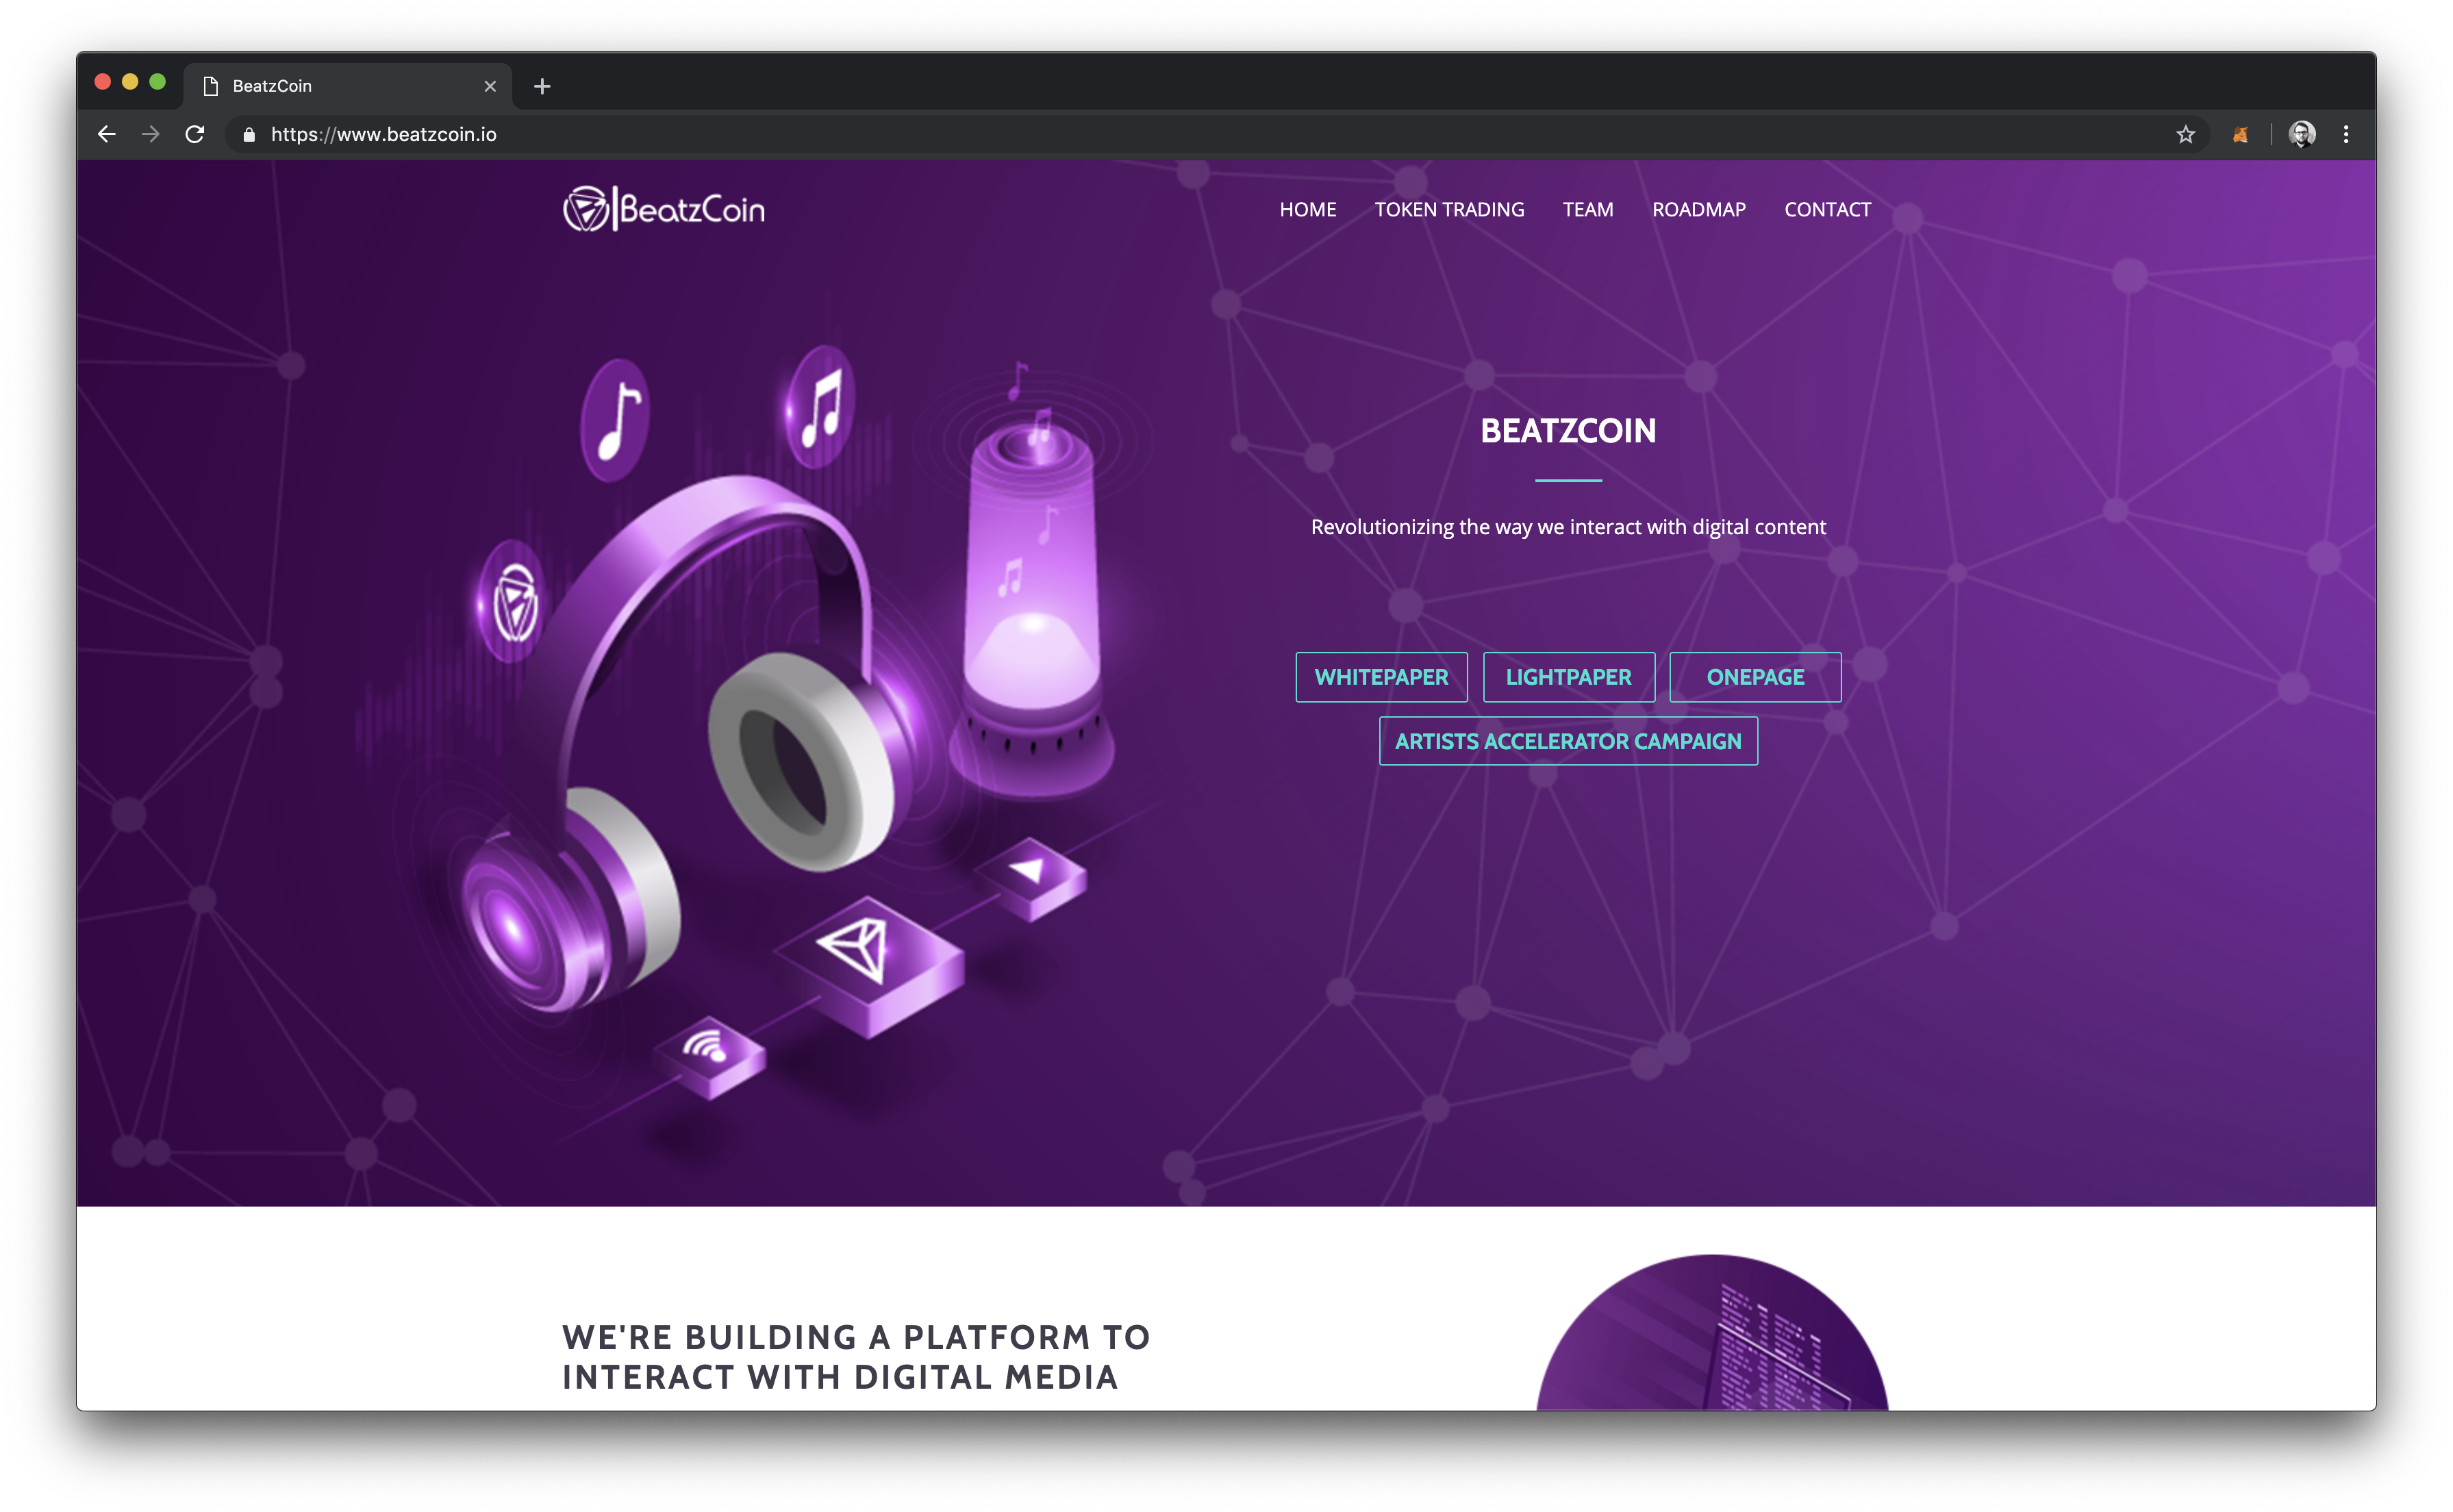 BeatzCoin
https://www.beatzcoin.io
BeatzCoin
HOME TOKEN TRADING TEAM ROADMAP CONTACT
BEATZCOIN
Revolutionizing the way we interact with digital content
WHITEPAPER LIGHTPAPER ONEPAGE
ARTISTS ACCELERATOR CAMPAIGN
WE'RE BUILDING A PLATFORM TO
INTERACT WITH DIGITAL MEDIA